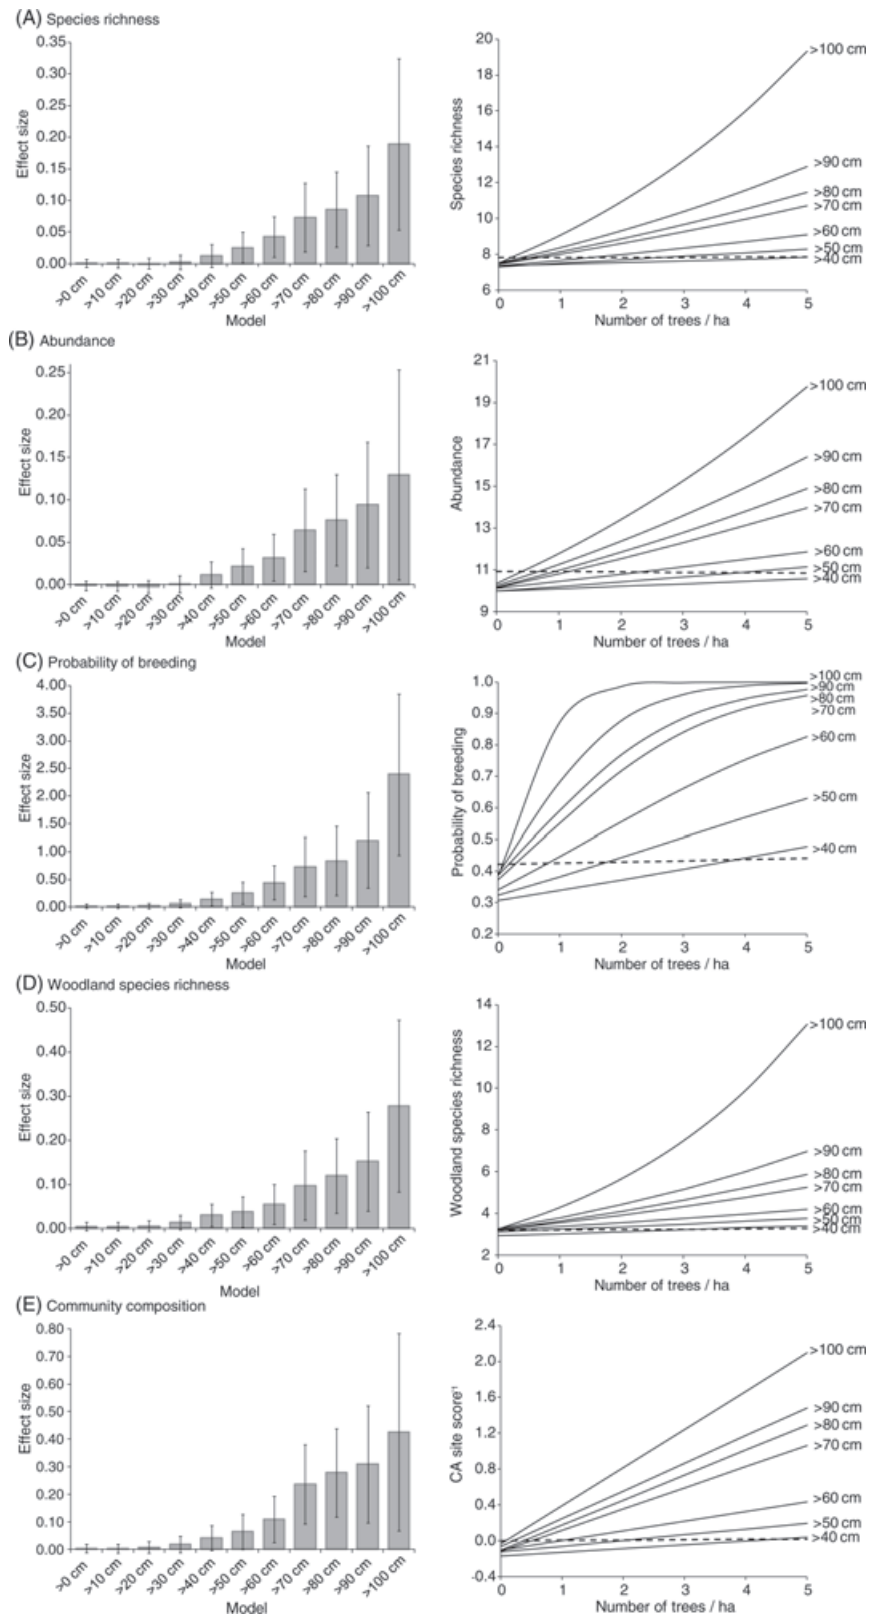 (A) Species richness
0.35
0.30
0.25
0.20
0.15
0.10
0.05
0.00
Effect size
>0 cm
>10 cm
>20 cm
>30 cm
>40 cm
>50 cm
>60 cm
>70 cm
>80 cm
>90 cm
>100 cm
Model
20
18
16
14
12
10
8
6
Species richness
>100 cm
>90 cm
>80 cm
>70 cm
>60 cm
>50 cm
>40 cm
0 1 2 3 4 5
Number of trees / ha
(B) Abundance
0.25
0.20
0.15
0.10
0.05
0.00
Effect size
>0 cm
>10 cm
>20 cm
>30 cm
>40 cm
>50 cm
>60 cm
>70 cm
>80 cm
>90 cm
>100 cm
Model
21
19
17
15
13
11
9
Abundance
>100 cm
>90 cm
>80 cm
>70 cm
>60 cm
>50 cm
>40 cm
0 1 2 3 4 5
Number of trees / ha
(C) Probability of breeding
4.00
3.50
3.00
2.50
2.00
1.50
1.00
0.50
0.00
Effect size
>0 cm
>10 cm
>20 cm
>30 cm
>40 cm
>50 cm
>60 cm
>70 cm
>80 cm
>90 cm
>100 cm
Model
1.0
0.9
0.8
0.7
0.6
0.5
0.4
0.3
0.2
Probability of breeding
>100 cm
>90 cm
>80 cm
>70 cm
>60 cm
>50 cm
>40 cm
0 1 2 3 4 5
Number of trees / ha
(D) Woodland species richness
0.50
0.40
0.30
0.20
0.10
0.00
Effect size
>0 cm
>10 cm
>20 cm
>30 cm
>40 cm
>50 cm
>60 cm
>70 cm
>80 cm
>90 cm
>100 cm
Model
14
12
10
8
6
4
2
Woodland species richness
>100 cm
>90 cm
>80 cm
>70 cm
>60 cm
>50 cm
>40 cm
0 1 2 3 4 5
Number of trees / ha
(E) Community composition
0.80
0.70
0.60
0.50
0.40
0.30
0.20
0.10
0.00
Effect size
>0 cm
>10 cm
>20 cm
>30 cm
>40 cm
>50 cm
>60 cm
>70 cm
>80 cm
>90 cm
>100 cm
Model
2.4
2.0
1.6
1.2
0.8
0.4
0.0
-0.4
CA site score⁻¹
>100 cm
>90 cm
>80 cm
>70 cm
>60 cm
>50 cm
>40 cm
0 1 2 3 4 5
Number of trees / ha